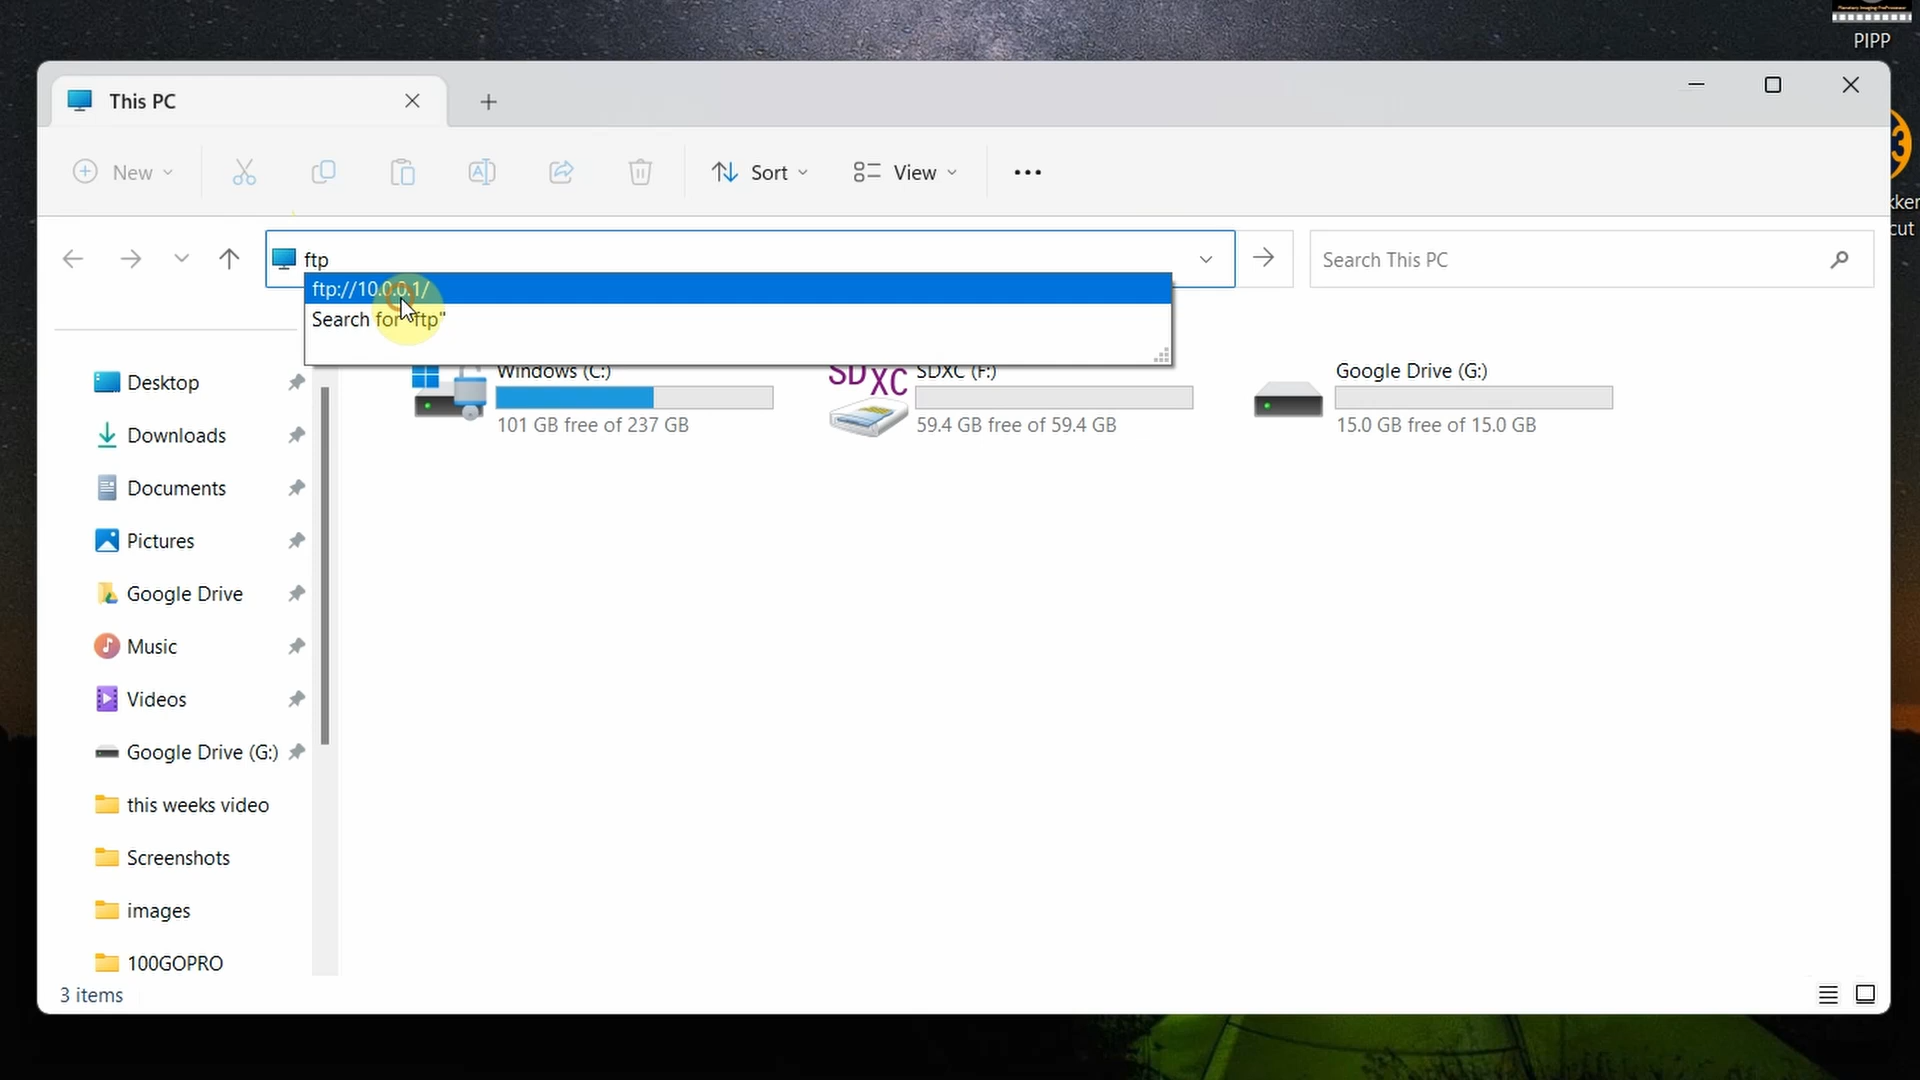 PIPP
This PC
New
Sort
View
ftp
Search This PC
ftp://10.0.0.1/
Search for "ftp"
Windows (C:)
101 GB free of 237 GB
SDXC
SDXC (F:)
59.4 GB free of 59.4 GB
Google Drive (G:)
15.0 GB free of 15.0 GB
Desktop
Downloads
Documents
Pictures
Google Drive
Music
Videos
Google Drive (G:)
this weeks video
Screenshots
images
100GOPRO
3 items
3
kker
cut